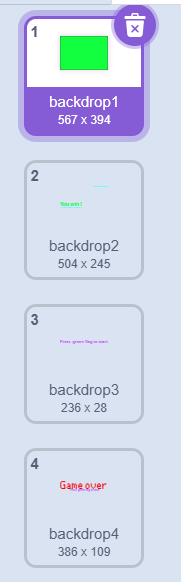 1
backdrop1
567 x 394
2
You win!
backdrop2
504 x 245
3
Press green flag to start
backdrop3
236 x 28
4
Game over
backdrop4
386 x 109